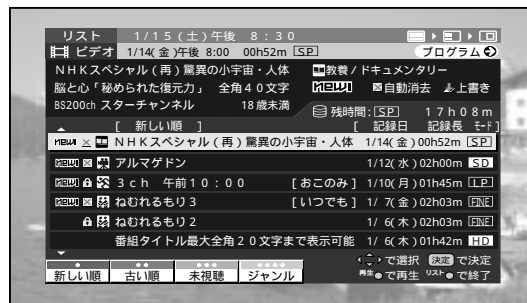 リスト 1/15(土)午後 8:30
ビデオ 1/14(金)午後 8:00 00h52m SP プログラム
NHKスペシャル(再)驚異の小宇宙・人体 教養/ドキュメンタリー
脳と心「秘められた復元力」 全角40文字 NEW! 自動消去 上書き
BS200ch スターチャンネル 18歳未満 残時間:SP 17h08m
[ 新しい順 ] [ 記録日 記録長 モード]
NEW! NHKスペシャル(再)驚異の小宇宙・人体 1/14(金)00h52m SP
NEW! アルマゲドン 1/12(水)02h00m SD
NEW! 3ch 午前10:00 [おこのみ] 1/10(月)01h45m LP
NEW! ねむれるもり3 [いつでも] 1/ 7(金)02h03m FINE
ねむれるもり2 1/ 6(木)02h03m FINE
番組タイトル最大全角20文字まで表示可能 1/ 6(木)01h42m HD
新しい順 古い順 未視聴 ジャンル
で選択 決定 で決定
再生●で再生 リスト●で終了